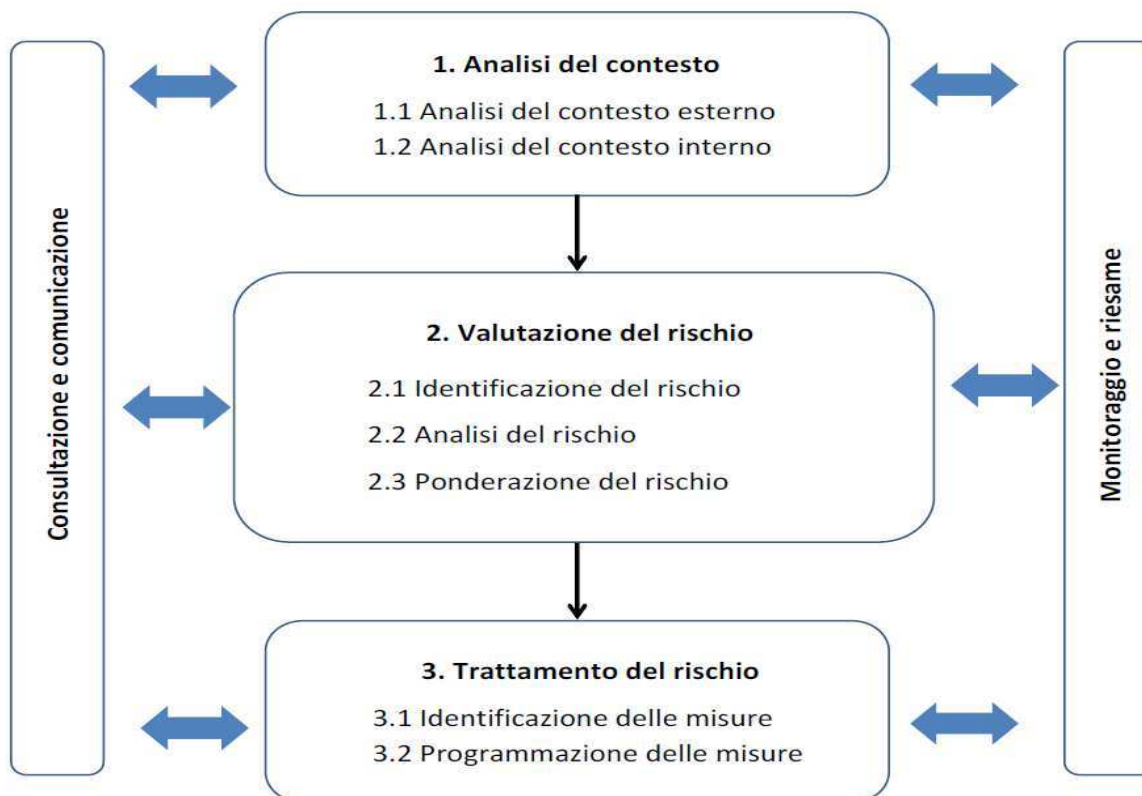 Consultazione e comunicazione
1. Analisi del contesto
1.1 Analisi del contesto esterno
1.2 Analisi del contesto interno
2. Valutazione del rischio
2.1 Identificazione del rischio
2.2 Analisi del rischio
2.3 Ponderazione del rischio
3. Trattamento del rischio
3.1 Identificazione delle misure
3.2 Programmazione delle misure
Monitoraggio e riesame